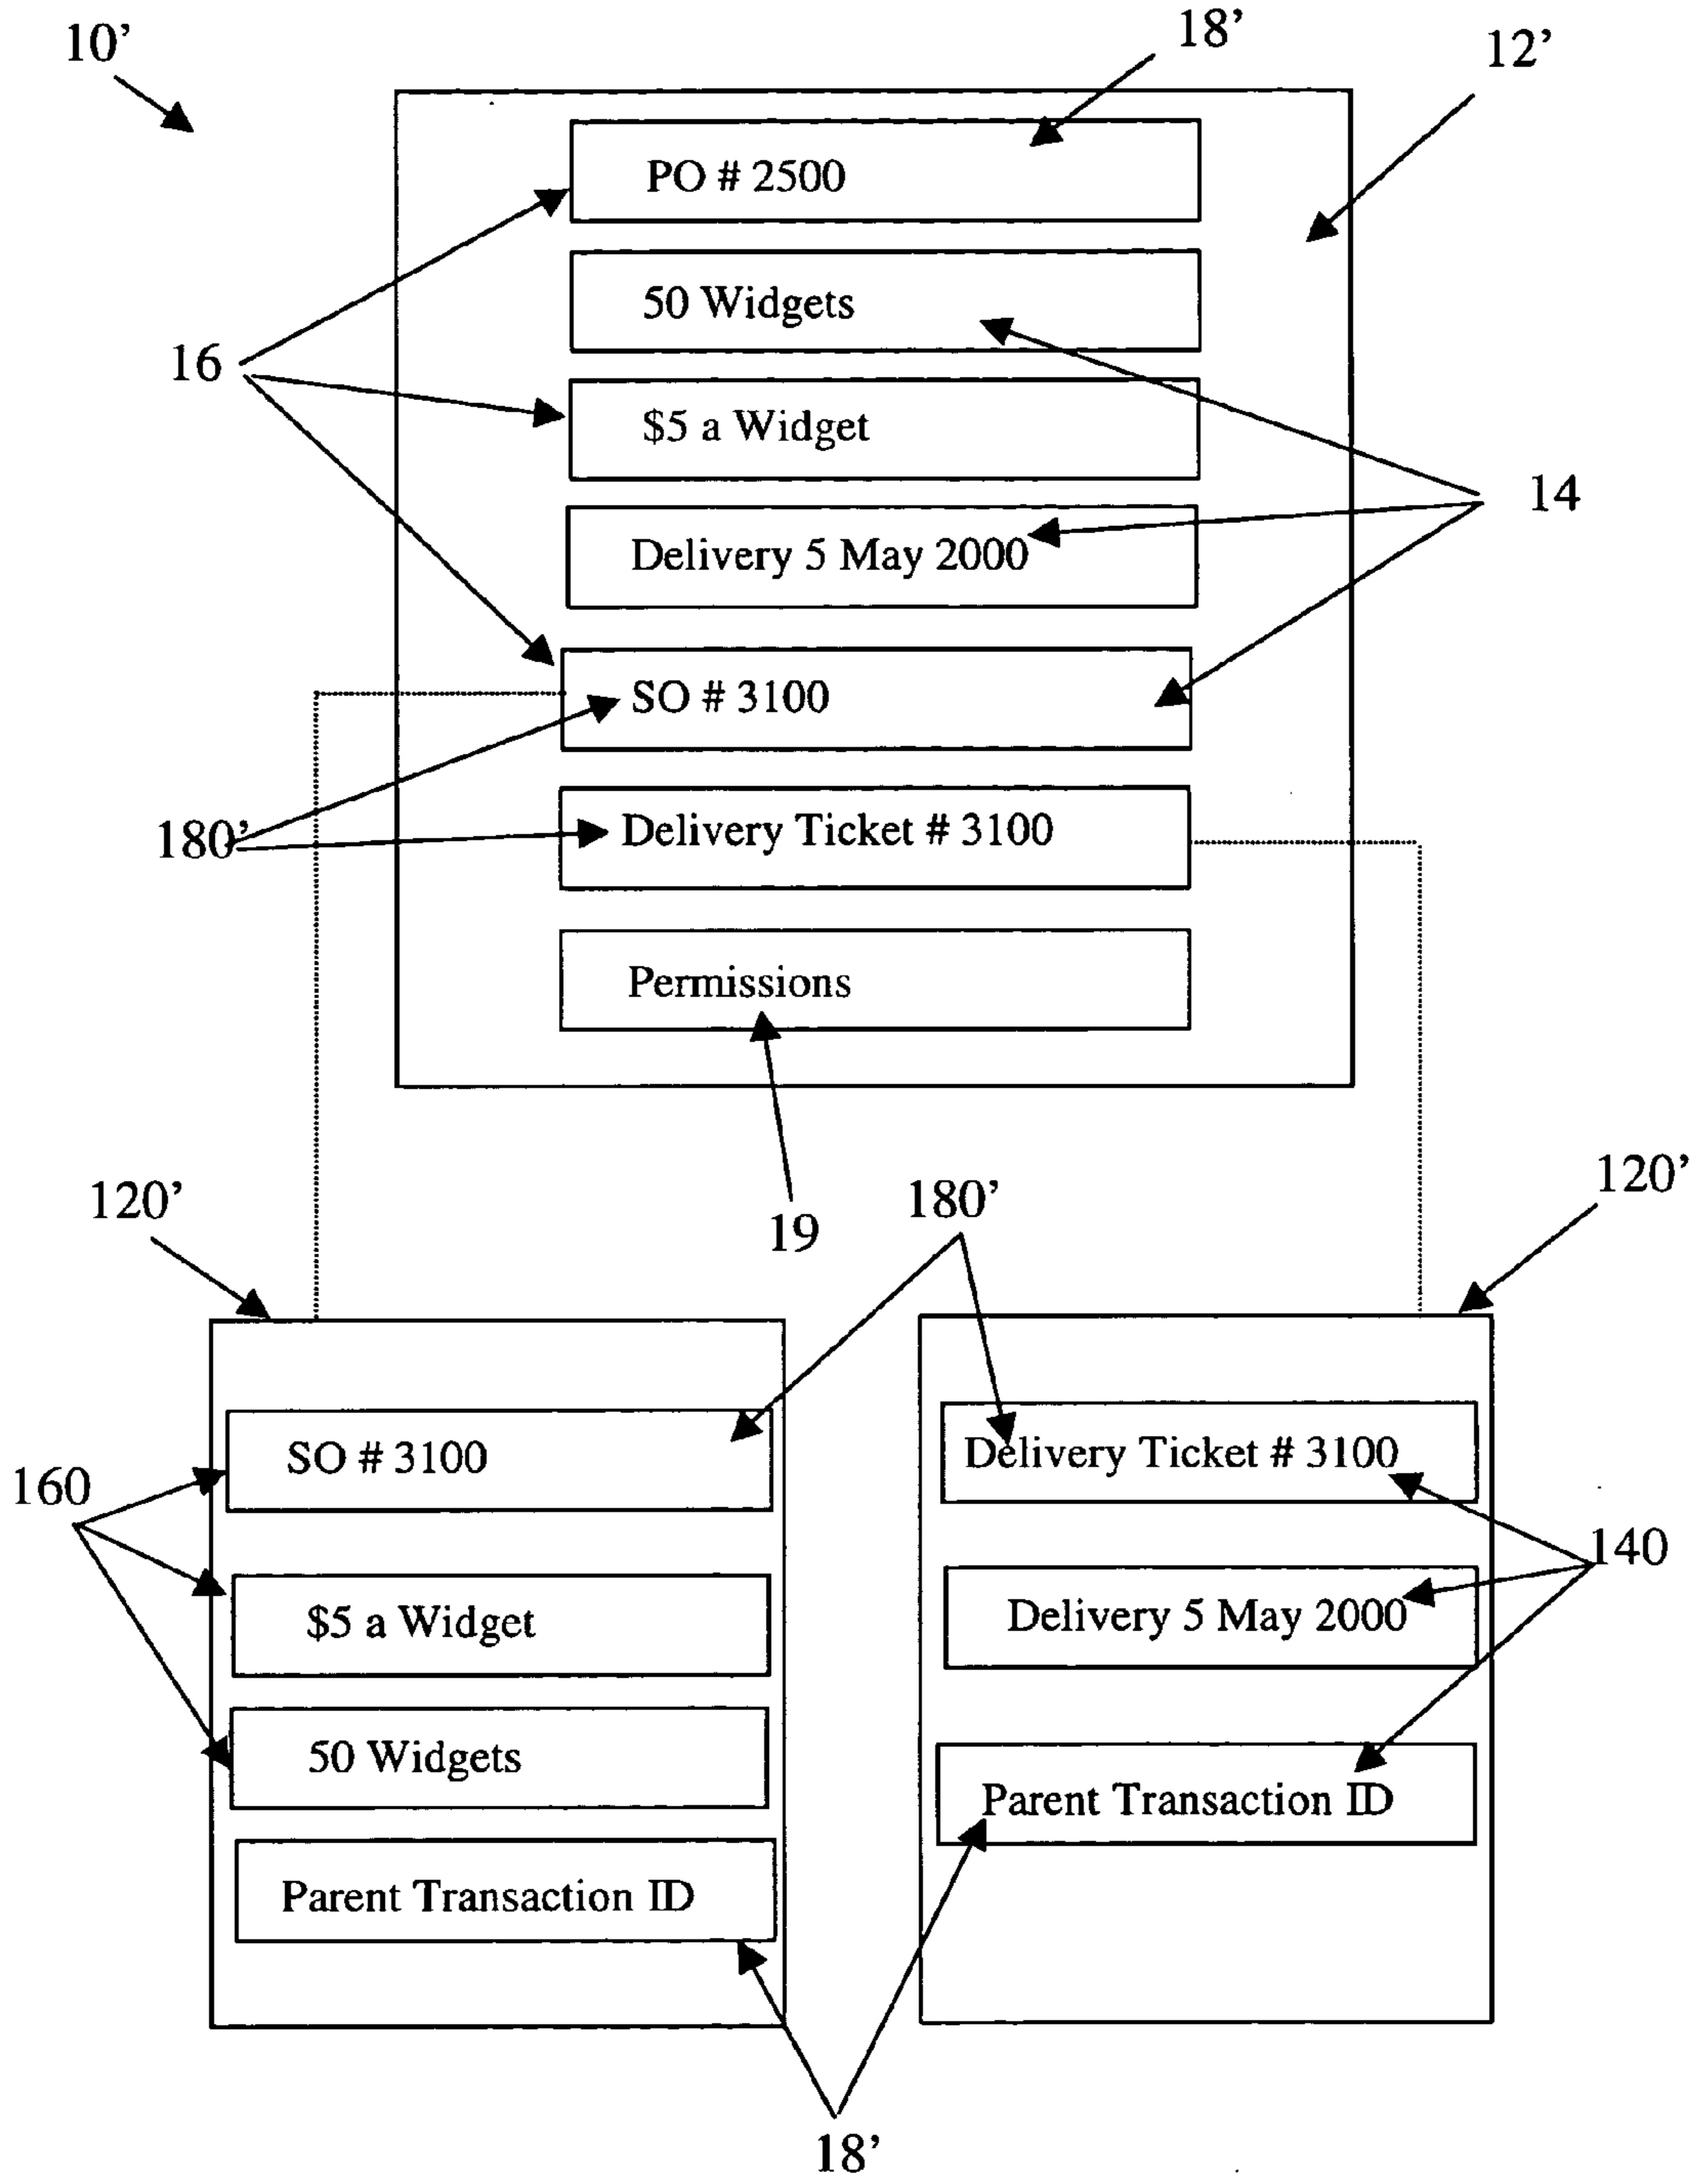 10’
18’
12’
PO # 2500
50 Widgets
16
$5 a Widget
14
Delivery 5 May 2000
SO # 3100
180’
Delivery Ticket # 3100
Permissions
120’
180’
120’
19
SO # 3100
Delivery Ticket # 3100
160
140
$5 a Widget
Delivery 5 May 2000
50 Widgets
Parent Transaction ID
Parent Transaction ID
18’